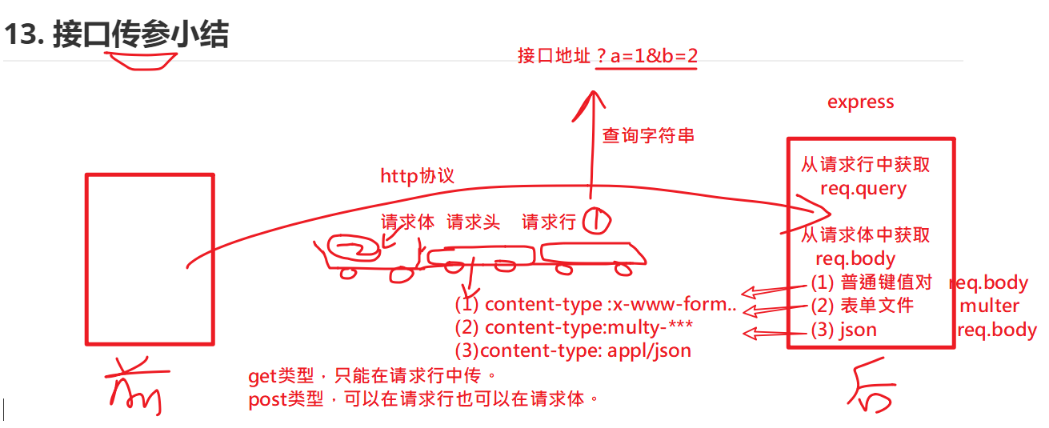 13. 接口传参小结
接口地址？a=1&b=2
express
查询字符串
http协议
请求体 请求头 请求行 ①
②
从请求行中获取
req.query
从请求体中获取
req.body
(1) 普通键值对 req.body
(2) 表单文件 multer
(3) json req.body
(1) content-type :x-www-form..
(2) content-type:multy-***
(3)content-type: appl/json
get类型，只能在请求行中传。
post类型，可以在请求行也可以在请求体。
前
后